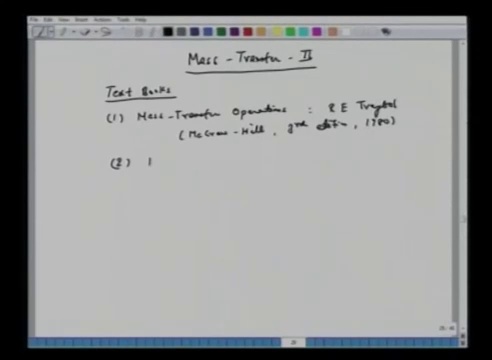 File Edit View Insert Actions Tools Help
Mass-Transfer-II
Text Books
(1) Mass-Transfer Operations : R E Treybal
(McGraw-Hill, 3rd edition, 1980)
(2) 1